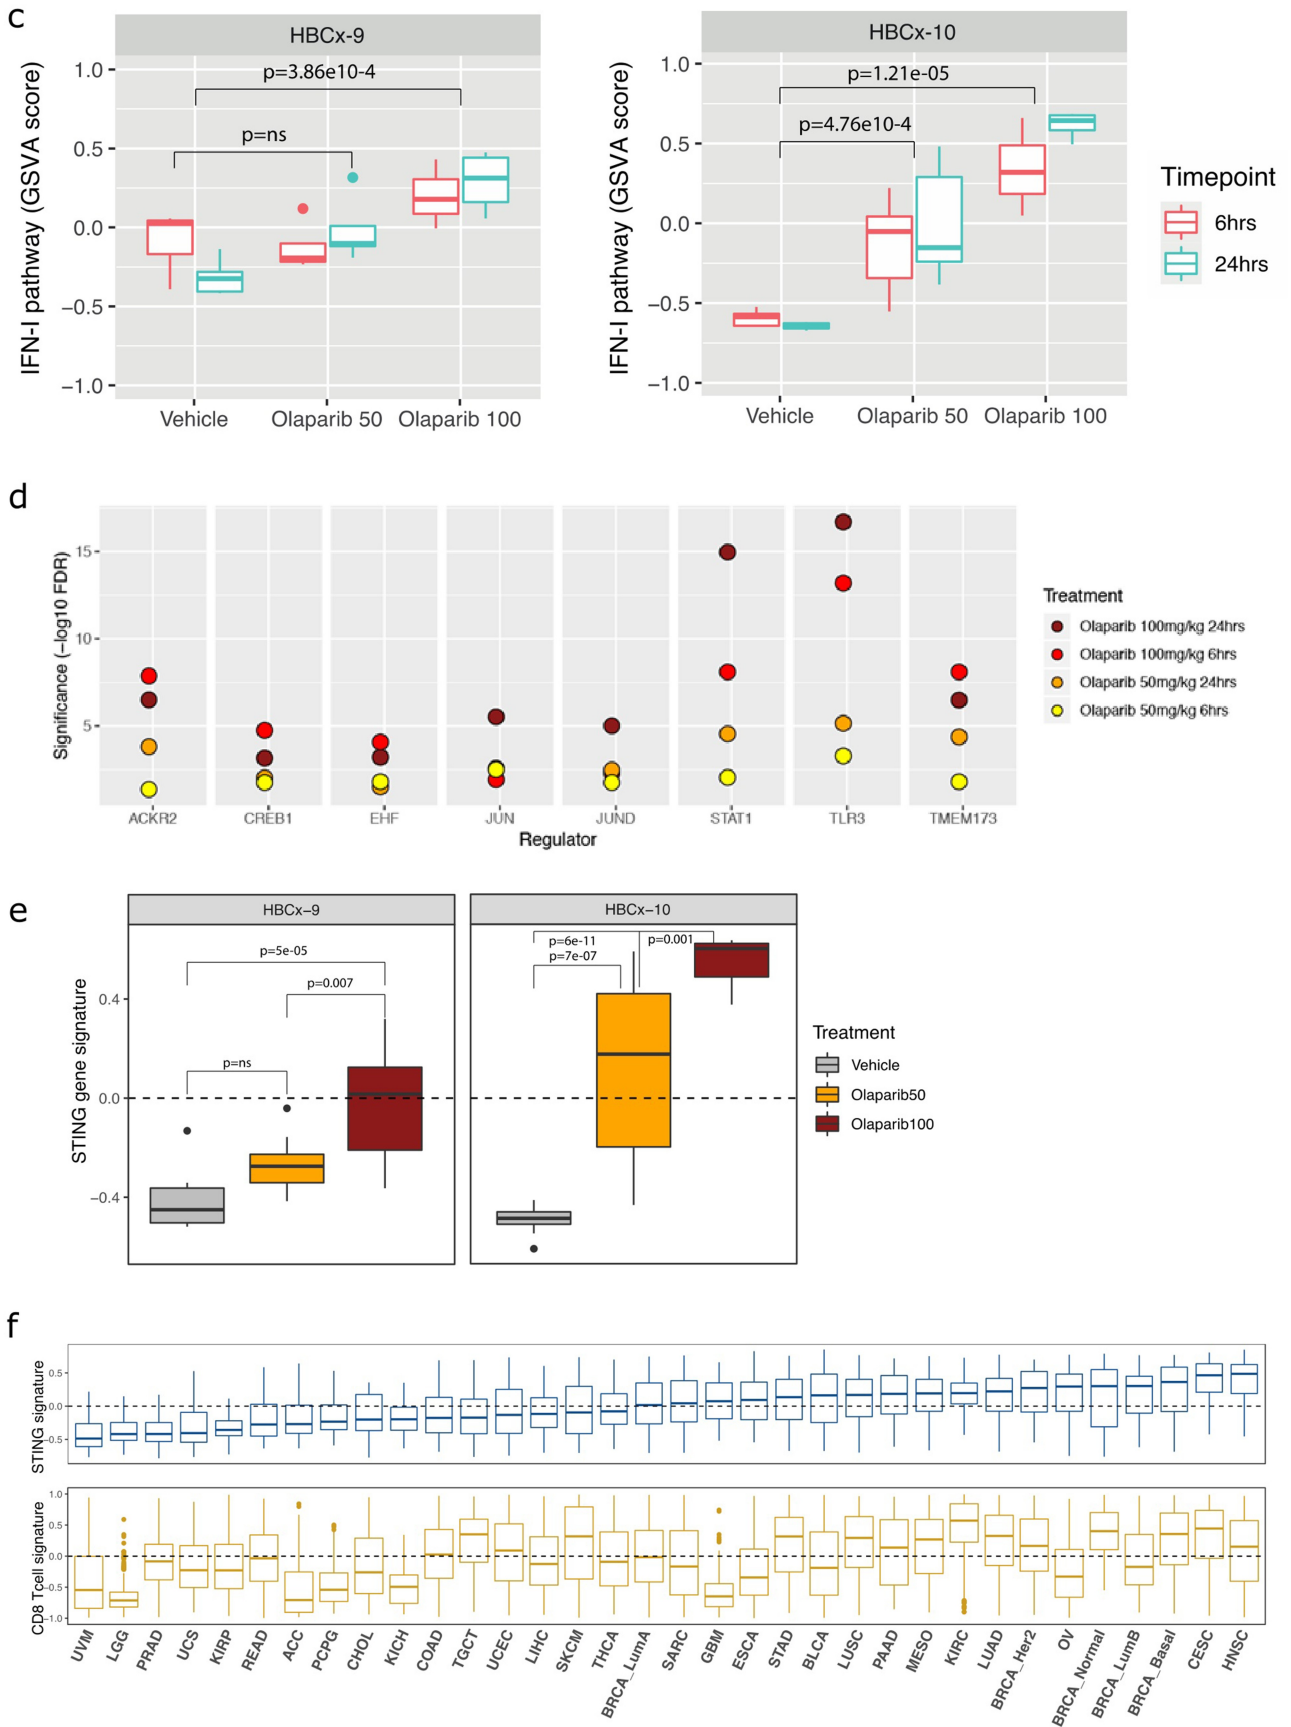 c
HBCx-9
HBCx-10
IFN-I pathway (GSVA score)
1.0
0.5
0.0
−0.5
−1.0
p=3.86e10-4
p=ns
Vehicle
Olaparib 50
Olaparib 100
IFN-I pathway (GSVA score)
1.0
0.5
0.0
−0.5
−1.0
p=1.21e-05
p=4.76e10-4
Vehicle
Olaparib 50
Olaparib 100
Timepoint
6hrs
24hrs
d
Significance (−log10 FDR)
15
10
5
ACKR2
CREB1
EHF
JUN
JUND
STAT1
TLR3
TMEM173
Regulator
Treatment
Olaparib 100mg/kg 24hrs
Olaparib 100mg/kg 6hrs
Olaparib 50mg/kg 24hrs
Olaparib 50mg/kg 6hrs
e
HBCx−9
HBCx−10
STING gene signature
0.4
0.0
−0.4
p=5e-05
p=0.007
p=ns
p=6e-11
p=0.001
p=7e-07
Treatment
Vehicle
Olaparib50
Olaparib100
f
STING signature
0.5
0.0
−0.5
CD8 Tcell signature
1.0
0.5
0.0
−0.5
−1.0
UVM
LGG
PRAD
UCS
KIRP
READ
ACC
PCPG
CHOL
KICH
COAD
TGCT
UCEC
LIHC
SKCM
THCA
BRCA_LumA
SARC
GBM
ESCA
STAD
BLCA
LUSC
PAAD
MESO
KIRC
LUAD
BRCA_Her2
OV
BRCA_Normal
BRCA_LumB
BRCA_Basal
CESC
HNSC